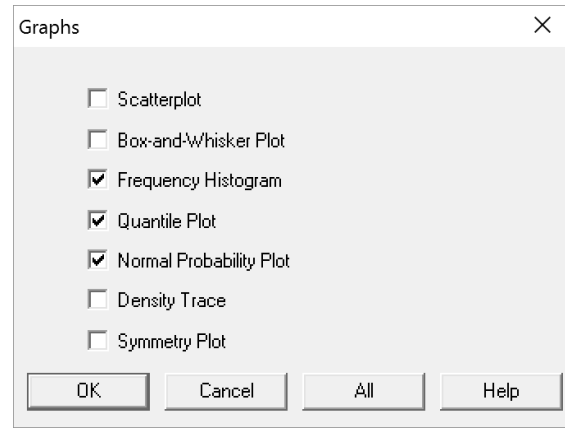 Graphs
Scatterplot
Box-and-Whisker Plot
Frequency Histogram
Quantile Plot
Normal Probability Plot
Density Trace
Symmetry Plot
OK Cancel All Help